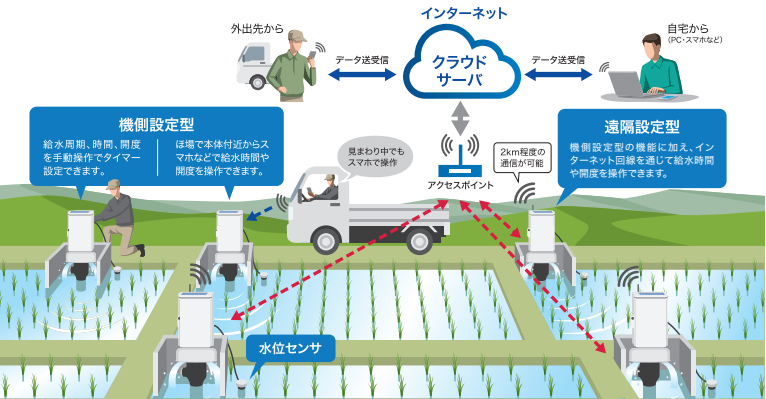 インターネット
外出先から
自宅から
（PC・スマホなど）
データ送受信
クラウド
サーバ
データ送受信
機側設定型
給水周期、時間、開度
を手動操作でタイマー
設定できます。
ほ場で本体付近からス
マホなどで給水時間や
開度を操作できます。
見まわり中でも
スマホで操作
2km程度の
通信が可能
アクセスポイント
遠隔設定型
機側設定型の機能に加え、イン
ターネット回線を通じて給水時間
や開度を操作できます。
水位センサ